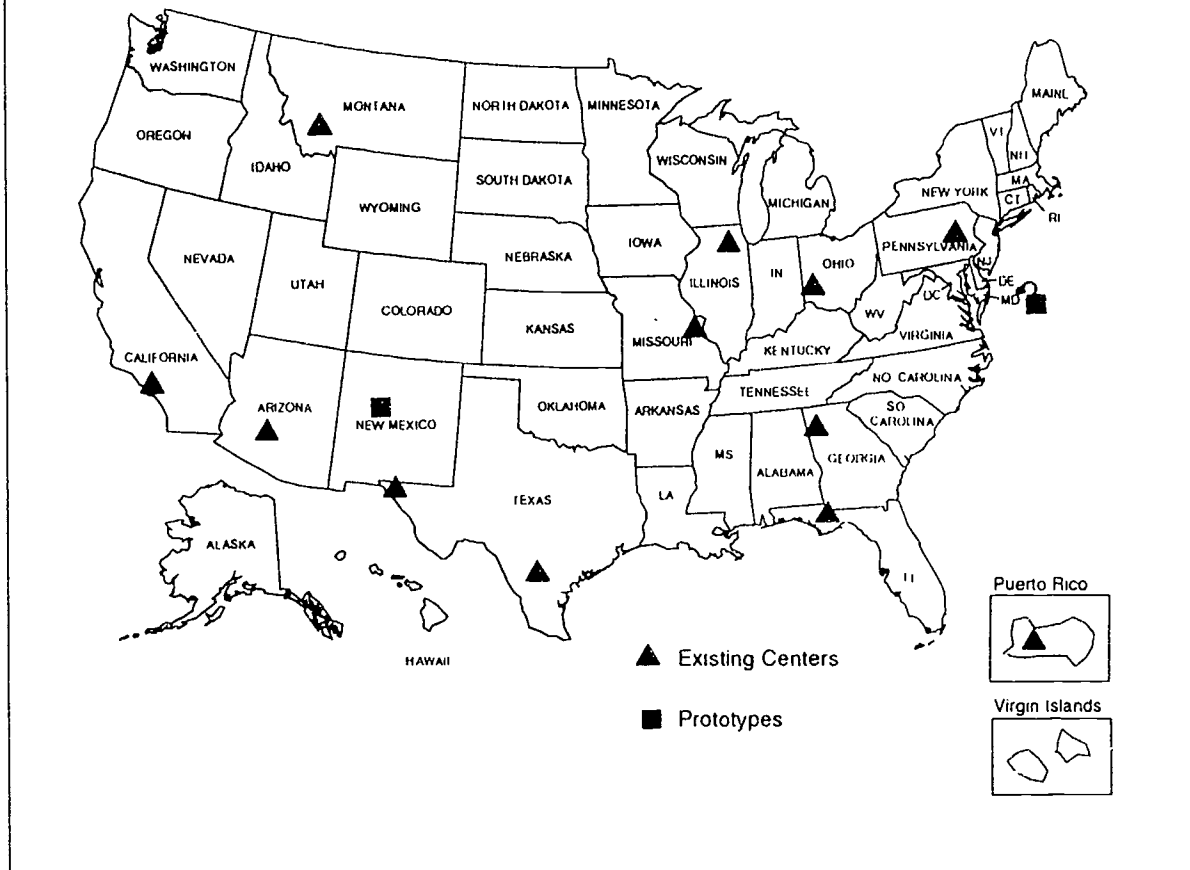 WASHINGTON
MONTANA
NORTH DAKOTA
MINNESOTA
MAINL
OREGON
IDAHO
VT
NH
WISCONSIN
SOUTH DAKOTA
MICHIGAN
MA
NEW YORK
CT
RI
WYOMING
IOWA
PENNSYLVANIA
NEVADA
NEBRASKA
UTAH
ILLINOIS
IN
OHIO
NJ
DE
MD
DC
COLORADO
KANSAS
MISSOURI
WV
VIRGINIA
KENTUCKY
CALIFORNIA
NO CAROLINA
TENNESSEE
ARIZONA
NEW MEXICO
OKLAHOMA
ARKANSAS
SO
CAROLINA
MS
ALABAMA
GEORGIA
TEXAS
LA
ALASKA
HAWAII
Puerto Rico
Existing Centers
Virgin Islands
Prototypes